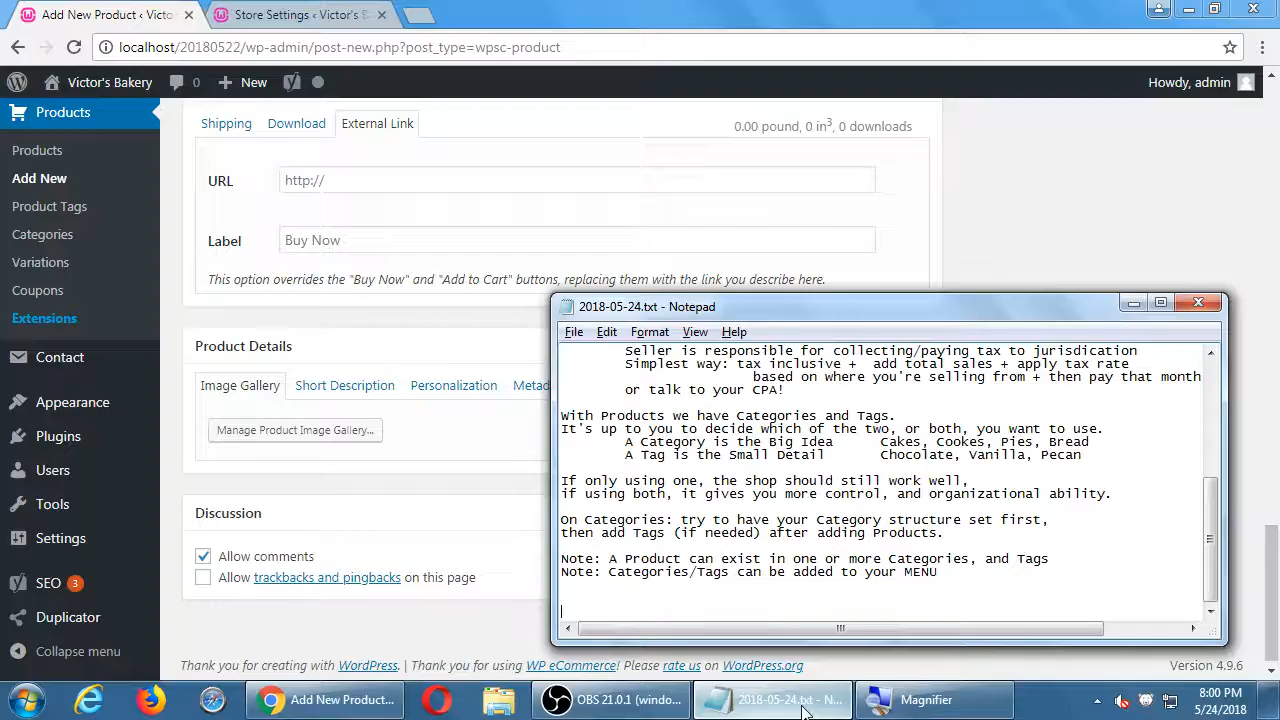 Add New Product ‹ Victo
Store Settings ‹ Victor's B
localhost/20180522/wp-admin/post-new.php?post_type=wpsc-product
Victor's Bakery
0
New
Howdy, admin
Products
Products
Add New
Product Tags
Categories
Variations
Coupons
Extensions
Contact
Appearance
Plugins
Users
Tools
Settings
SEO 3
Duplicator
Collapse menu
Shipping
Download
External Link
0.00 pound, 0 in³, 0 downloads
URL
http://
Label
Buy Now
This option overrides the "Buy Now" and "Add to Cart" buttons, replacing them with the link you describe here.
Product Details
Image Gallery
Short Description
Personalization
Metad
Manage Product Image Gallery...
Discussion
Allow comments
Allow trackbacks and pingbacks on this page
Thank you for creating with WordPress. | Thank you for using WP eCommerce! Please rate us on WordPress.org
Version 4.9.6
2018-05-24.txt - Notepad
File Edit Format View Help
Seller is responsible for collecting/paying tax to jurisdication
Simplest way: tax inclusive + add total sales + apply tax rate
based on where you're selling from + then pay that month
or talk to your CPA!
With Products we have Categories and Tags.
It's up to you to decide which of the two, or both, you want to use.
A Category is the Big Idea Cakes, Cookes, Pies, Bread
A Tag is the Small Detail Chocolate, Vanilla, Pecan
If only using one, the shop should still work well,
if using both, it gives you more control, and organizational ability.
On Categories: try to have your Category structure set first,
then add Tags (if needed) after adding Products.
Note: A Product can exist in one or more Categories, and Tags
Note: Categories/Tags can be added to your MENU
Add New Product...
OBS 21.0.1 (windo...
2018-05-24.txt - N...
Magnifier
8:00 PM
5/24/2018